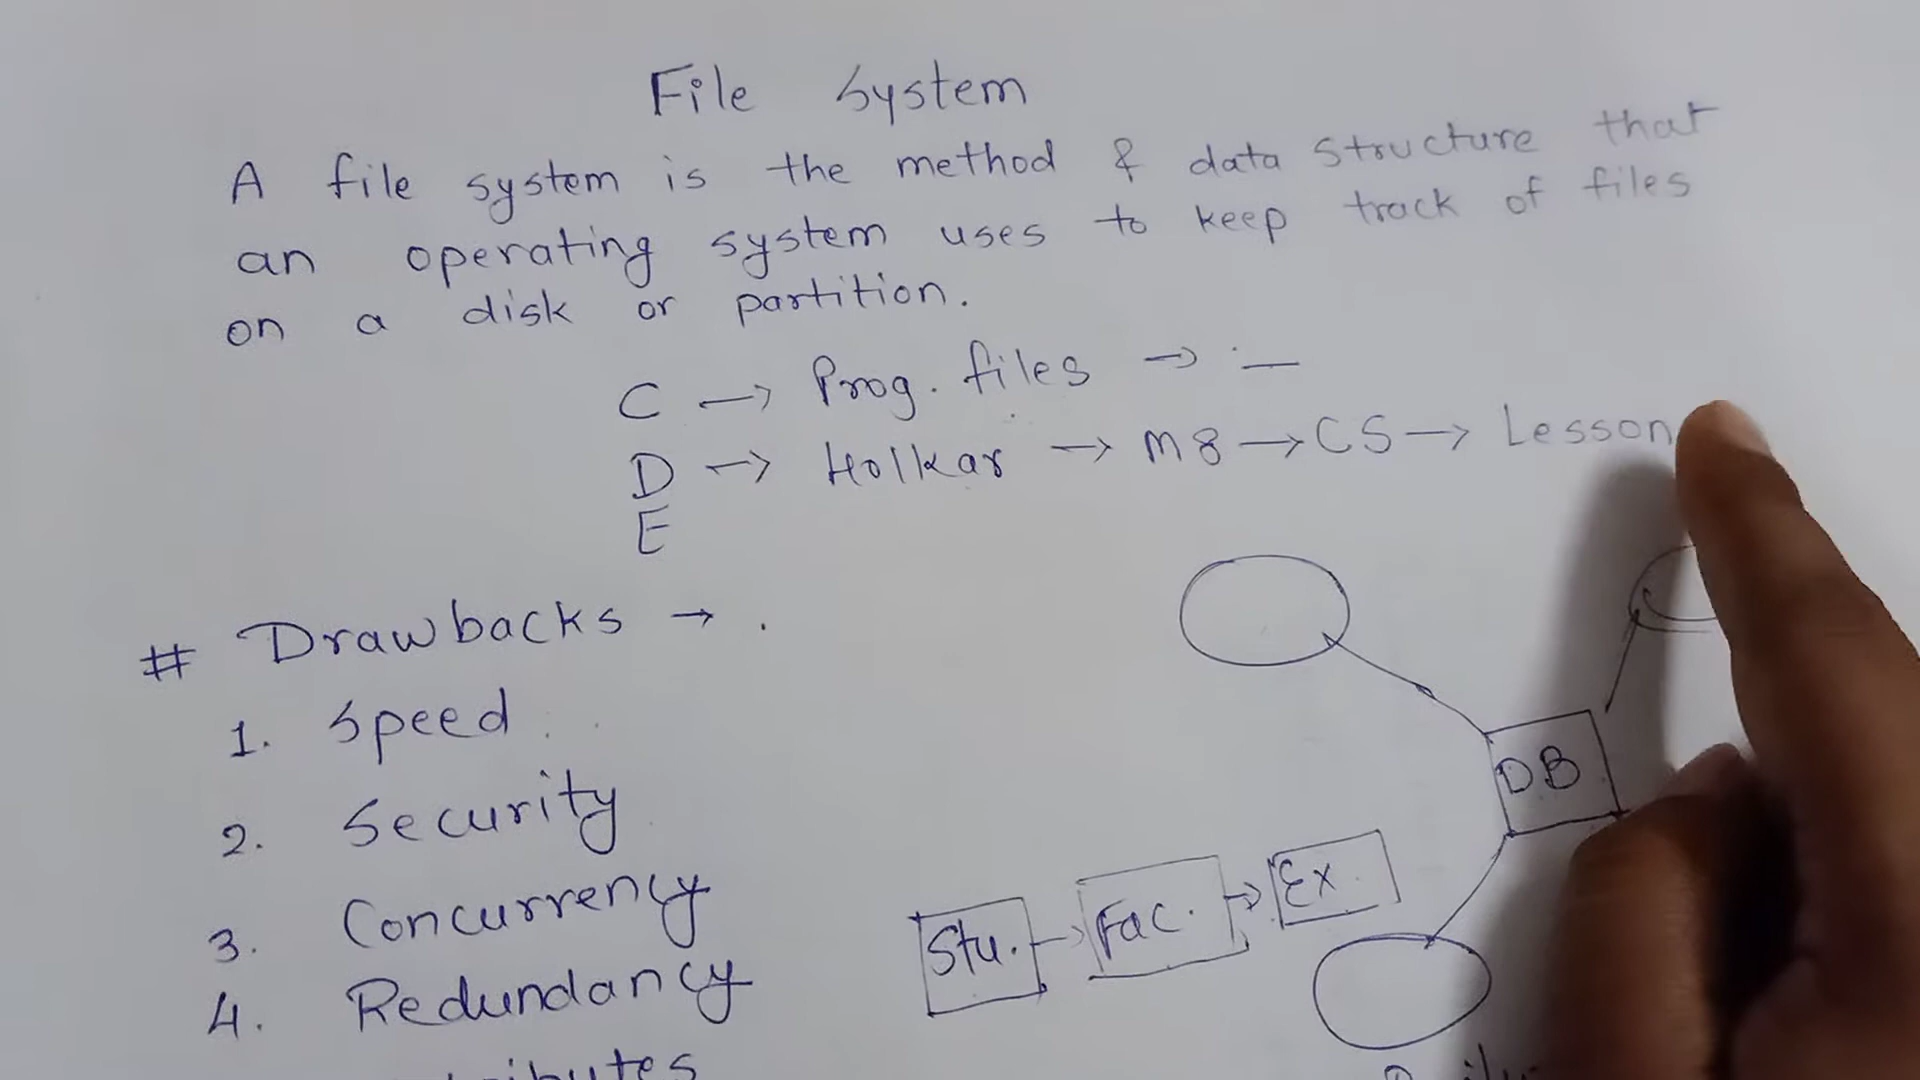 File System
A file system is the method & data structure that
an operating system uses to keep track of files
on a disk or partition.
C → Prog. files → —
D → Holkar → M8 → CS → Lesson
E
# Drawbacks →
1. Speed
2. Security
3. Concurrency
4. Redundancy
DB
Stu. → Fac. → Ex.